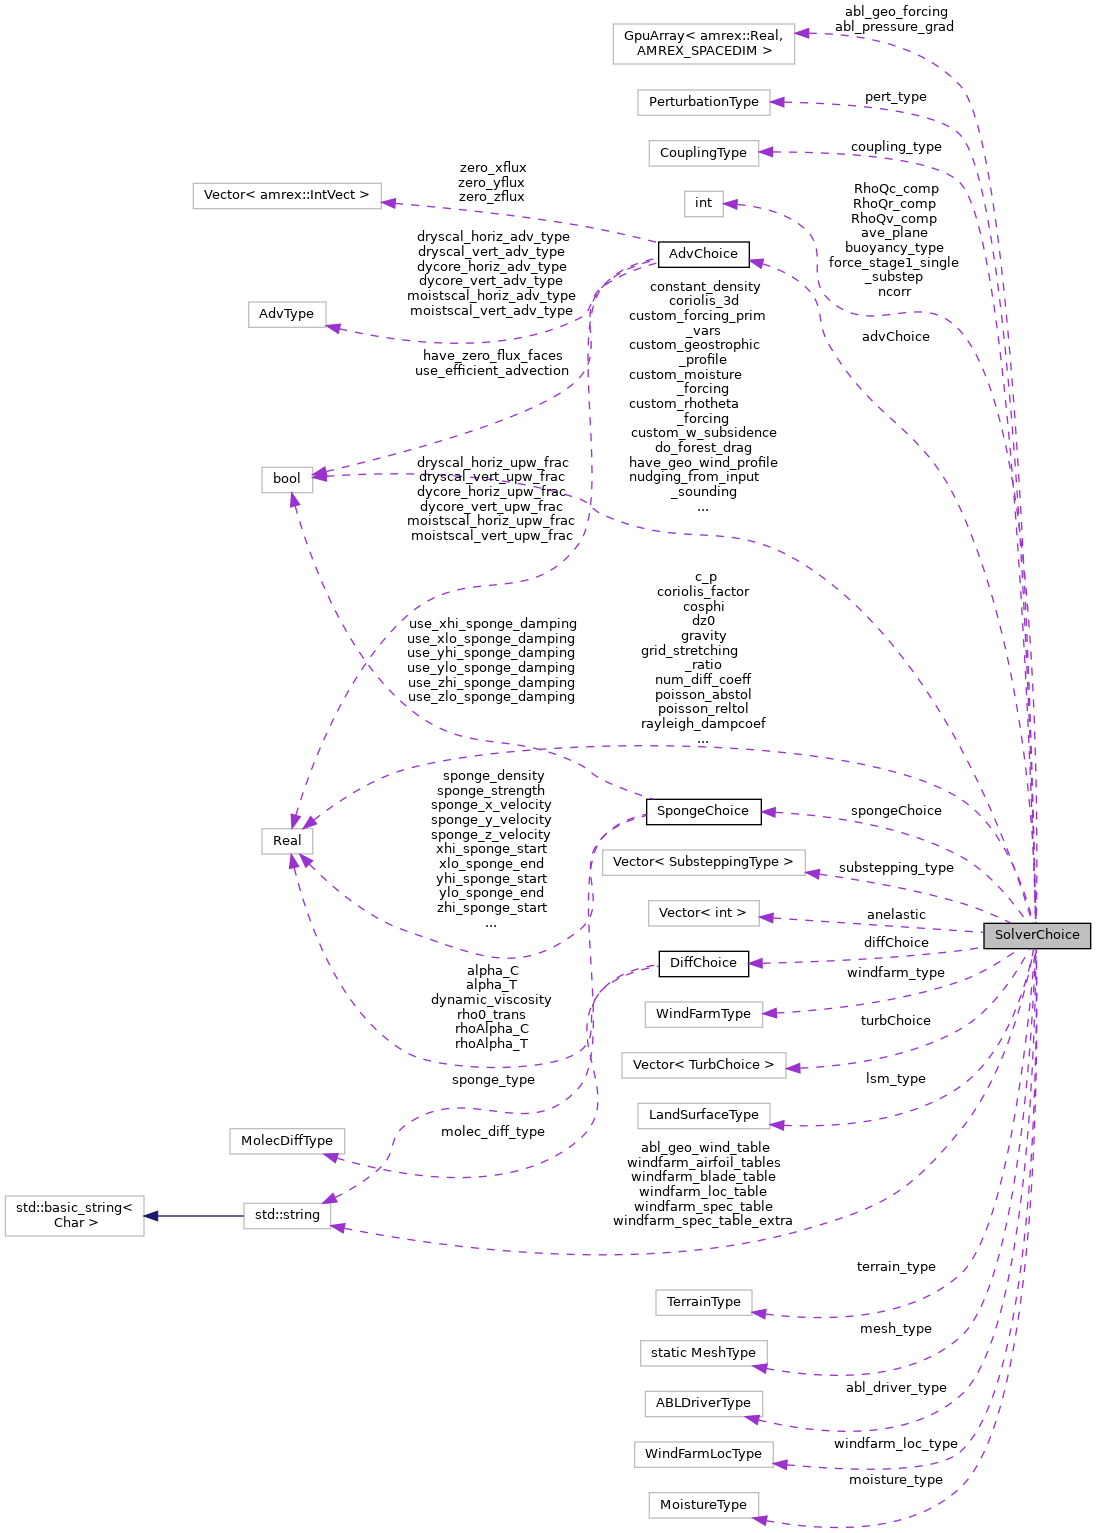 abl_geo_forcing
abl_pressure_grad
GpuArray< amrex::Real,
AMREX_SPACEDIM >
PerturbationType
pert_type
CouplingType
coupling_type
zero_xflux
zero_yflux
zero_zflux
Vector< amrex::IntVect >
int
RhoQc_comp
RhoQr_comp
RhoQv_comp
ave_plane
buoyancy_type
force_stage1_single
_substep
ncorr
dryscal_horiz_adv_type
dryscal_vert_adv_type
dycore_horiz_adv_type
dycore_vert_adv_type
moistscal_horiz_adv_type
moistscal_vert_adv_type
AdvChoice
AdvType
advChoice
constant_density
coriolis_3d
custom_forcing_prim
_vars
custom_geostrophic
_profile
custom_moisture
_forcing
custom_rhotheta
_forcing
custom_w_subsidence
do_forest_drag
have_geo_wind_profile
nudging_from_input
_sounding
...
have_zero_flux_faces
use_efficient_advection
bool
dryscal_horiz_upw_frac
dryscal_vert_upw_frac
dycore_horiz_upw_frac
dycore_vert_upw_frac
moistscal_horiz_upw_frac
moistscal_vert_upw_frac
c_p
coriolis_factor
cosphi
dz0
gravity
grid_stretching
_ratio
num_diff_coeff
poisson_abstol
poisson_reltol
rayleigh_dampcoef
...
use_xhi_sponge_damping
use_xlo_sponge_damping
use_yhi_sponge_damping
use_ylo_sponge_damping
use_zhi_sponge_damping
use_zlo_sponge_damping
sponge_density
sponge_strength
sponge_x_velocity
sponge_y_velocity
sponge_z_velocity
xhi_sponge_start
xlo_sponge_end
yhi_sponge_start
ylo_sponge_end
zhi_sponge_start
...
Real
SpongeChoice
spongeChoice
Vector< SubsteppingType >
substepping_type
Vector< int >
anelastic
SolverChoice
DiffChoice
diffChoice
alpha_C
alpha_T
dynamic_viscosity
rho0_trans
rhoAlpha_C
rhoAlpha_T
WindFarmType
windfarm_type
Vector< TurbChoice >
turbChoice
sponge_type
LandSurfaceType
lsm_type
MolecDiffType
molec_diff_type
abl_geo_wind_table
windfarm_airfoil_tables
windfarm_blade_table
windfarm_loc_table
windfarm_spec_table
windfarm_spec_table_extra
std::basic_string<
Char >
std::string
TerrainType
terrain_type
static MeshType
mesh_type
ABLDriverType
abl_driver_type
WindFarmLocType
windfarm_loc_type
MoistureType
moisture_type